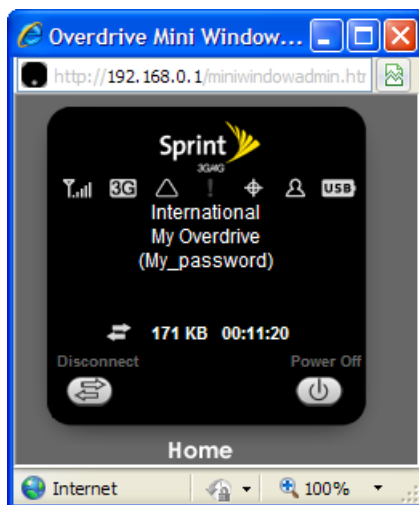 Overdrive Mini Window...
http://192.168.0.1/miniwindowadmin.htr
Sprint
3G/4G
3G USB
International
My Overdrive
(My_password)
171 KB 00:11:20
Disconnect Power Off
Home
Internet 100%